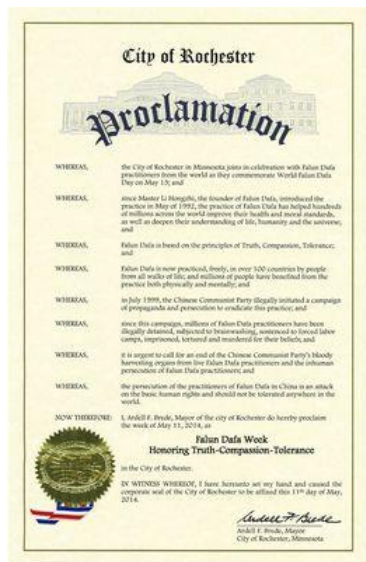 City of Rochester
Proclamation
WHEREAS, the City of Rochester in Minnesota joins in celebration with Falun Dafa
practitioners from the world as they commemorate World Falun Dafa
Day on May 13; and
WHEREAS, since Master Li Hongzhi, the founder of Falun Dafa, introduced the
practice in May of 1992, the practice of Falun Dafa has helped hundreds
of millions across the world improve their health and moral standards,
as well as deepen their understanding of life, humanity and the universe;
and
WHEREAS, Falun Dafa is based on the principles of Truth, Compassion, Tolerance;
and
WHEREAS, Falun Dafa is now practiced, freely, in over 100 countries by people
from all walks of life; and millions of people have benefited from the
practice both physically and mentally; and
WHEREAS, in July 1999, the Chinese Communist Party illegally initiated a campaign
of propaganda and persecution to eradicate this practice; and
WHEREAS, since this campaign, millions of Falun Dafa practitioners have been
illegally detained, subjected to brainwashing, sentenced to forced labor
camps, imprisoned, tortured and murdered for their beliefs; and
WHEREAS, it is urgent to call for an end of the Chinese Communist Party's bloody
harvesting organs from live Falun Dafa practitioners and the inhuman
persecution of Falun Dafa practitioners; and
WHEREAS, the persecution of the practitioners of Falun Dafa in China is an attack
on the basic human rights and should not be tolerated anywhere in the
world.
NOW THEREFORE: I, Ardell F. Brede, Mayor of the city of Rochester do hereby proclaim
the week of May 11, 2014, as
Falun Dafa Week
Honoring Truth-Compassion-Tolerance
in the City of Rochester.
IN WITNESS WHEREOF, I have hereunto set my hand and caused the
corporate seal of the City of Rochester to be affixed this 11th day of May,
2014.
Ardell F. Brede
Ardell F. Brede, Mayor
City of Rochester, Minnesota